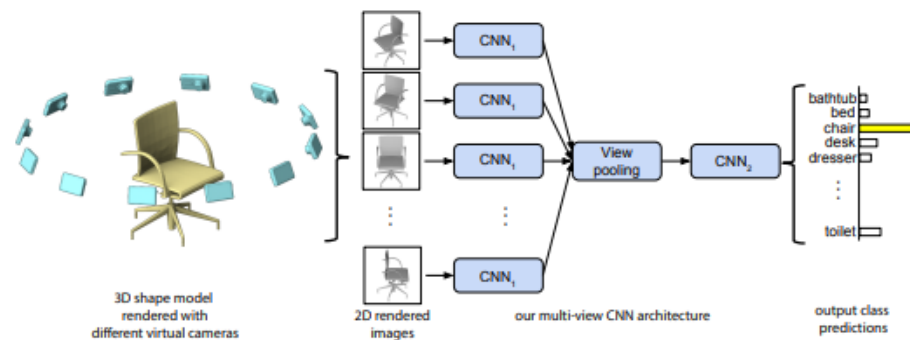 CNN₁
CNN₁
CNN₁
CNN₁
View
pooling
CNN₂
bathtub
bed
chair
desk
dresser
toilet
3D shape model
rendered with
different virtual cameras
2D rendered
images
our multi-view CNN architecture
output class
predictions